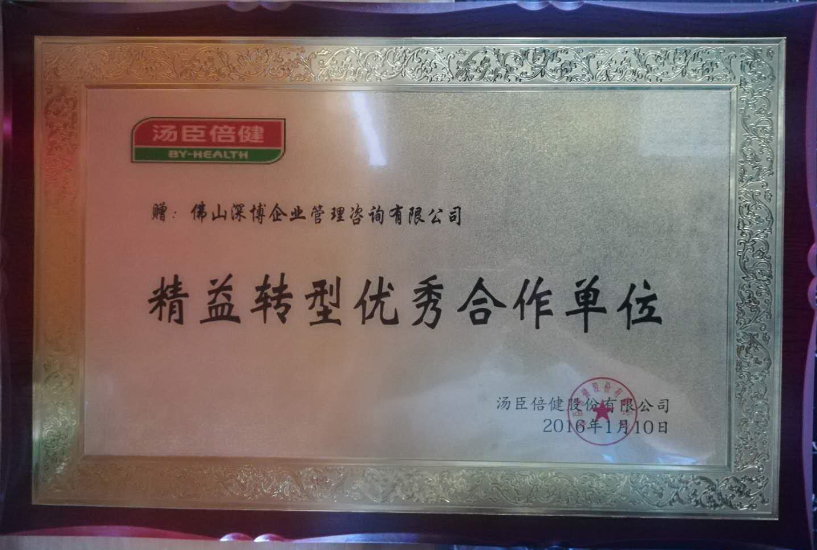 汤臣倍健
BY-HEALTH
赠：佛山深博企业管理咨询有限公司
精益转型优秀合作单位
汤臣倍健股份有限公司
2016年1月10日